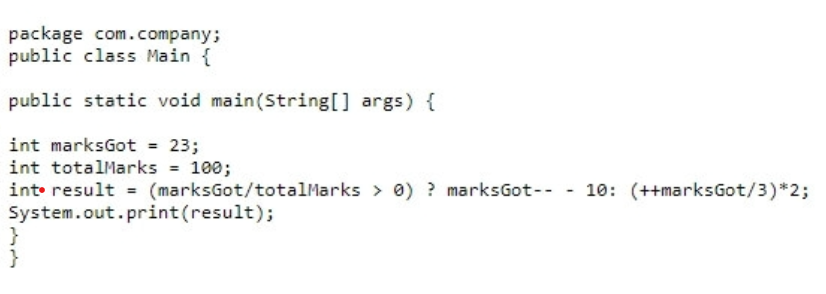 package com.company;
public class Main {
public static void main(String[] args) {
int marksGot = 23;
int totalMarks = 100;
int result = (marksGot/totalMarks > 0) ? marksGot-- - 10: (++marksGot/3)*2;
System.out.print(result);
}
}